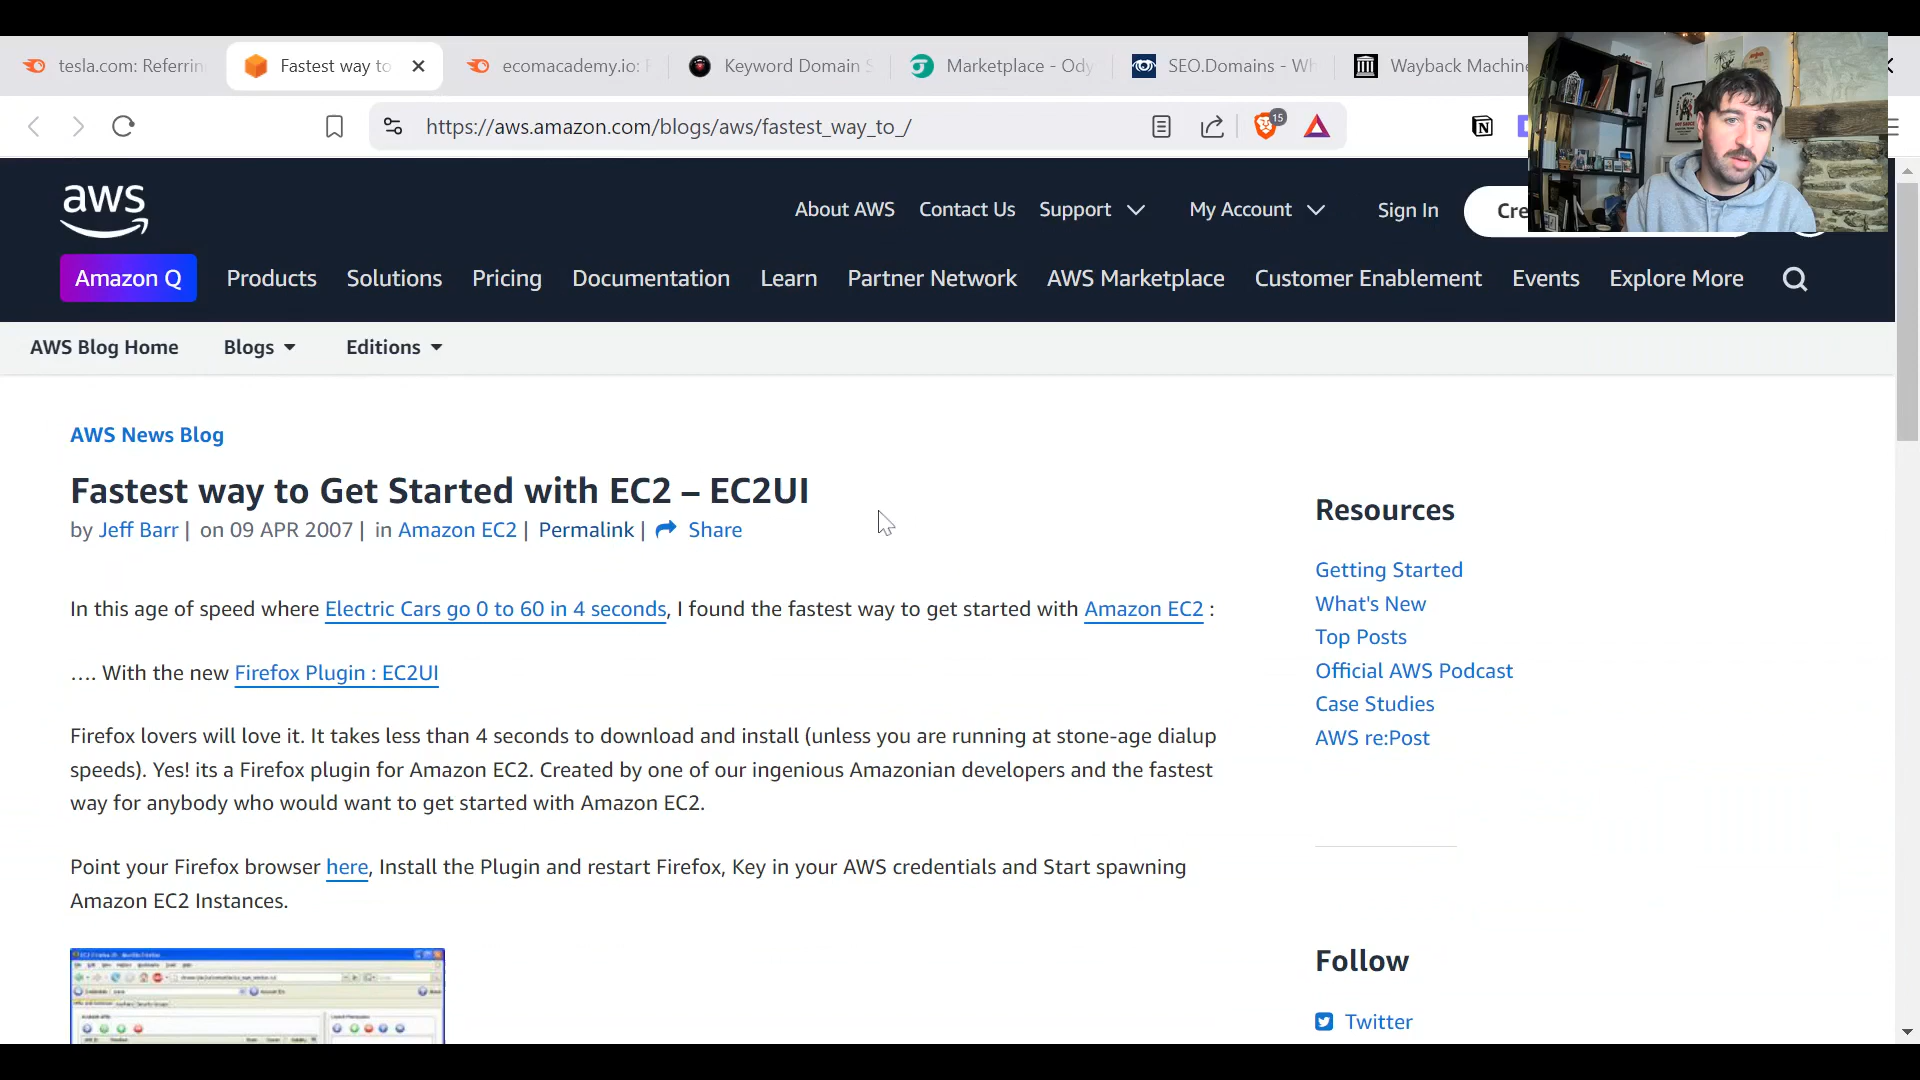 tesla.com: Referrin
Fastest way to
ecomacademy.io: R
Keyword Domain S
Marketplace - Ody
SEO.Domains - Wh
Wayback Machine
https://aws.amazon.com/blogs/aws/fastest_way_to_/
15
aws
About AWS
Contact Us
Support
My Account
Sign In
Cre
Amazon Q
Products
Solutions
Pricing
Documentation
Learn
Partner Network
AWS Marketplace
Customer Enablement
Events
Explore More
AWS Blog Home
Blogs
Editions
AWS News Blog
Fastest way to Get Started with EC2 – EC2UI
by Jeff Barr | on 09 APR 2007 | in Amazon EC2 | Permalink | Share
In this age of speed where Electric Cars go 0 to 60 in 4 seconds, I found the fastest way to get started with Amazon EC2 :
…. With the new Firefox Plugin : EC2UI
Firefox lovers will love it. It takes less than 4 seconds to download and install (unless you are running at stone-age dialup
speeds). Yes! its a Firefox plugin for Amazon EC2. Created by one of our ingenious Amazonian developers and the fastest
way for anybody who would want to get started with Amazon EC2.
Point your Firefox browser here, Install the Plugin and restart Firefox, Key in your AWS credentials and Start spawning
Amazon EC2 Instances.
Resources
Getting Started
What's New
Top Posts
Official AWS Podcast
Case Studies
AWS re:Post
Follow
Twitter